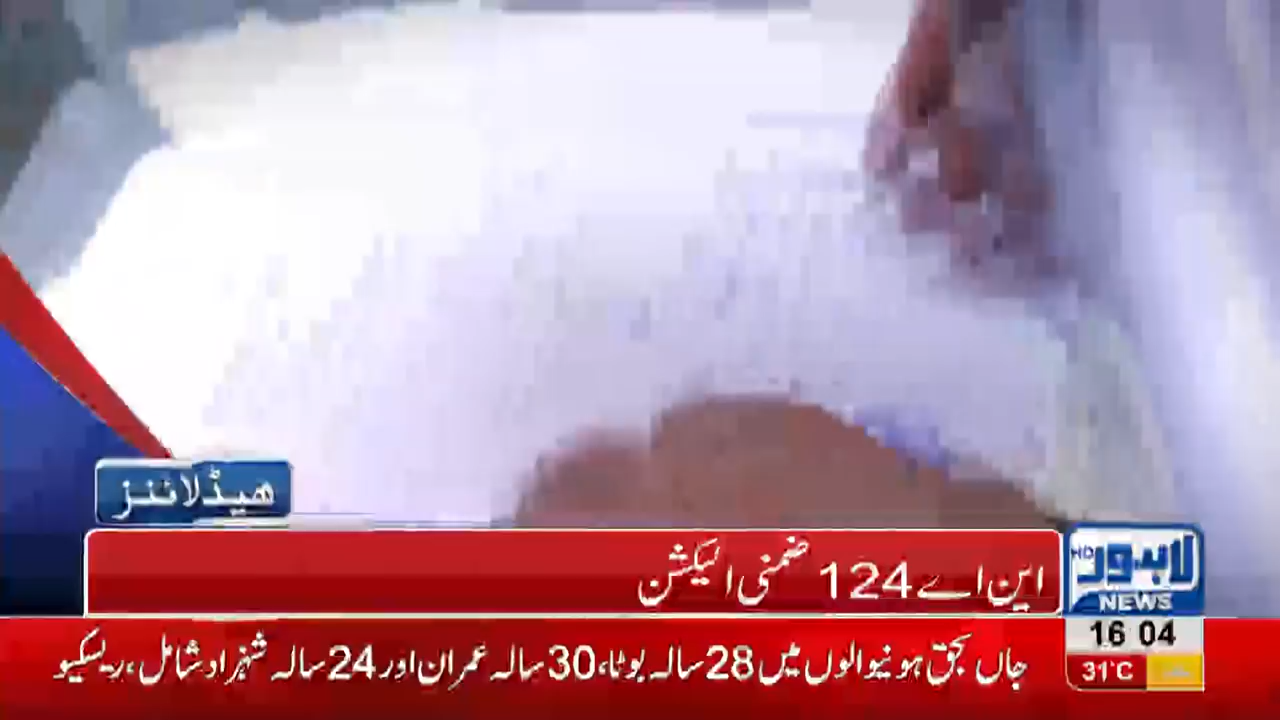 ھیڈلائنز
این اے 124 ضمنی الیکشن
HD لاہور
NEWS
16 04
31°C
جاں بحق ہونیوالوں میں 28 سالہ بوٹا، 30 سالہ عمران اور 24 سالہ شہزاد شامل، ریسکیو